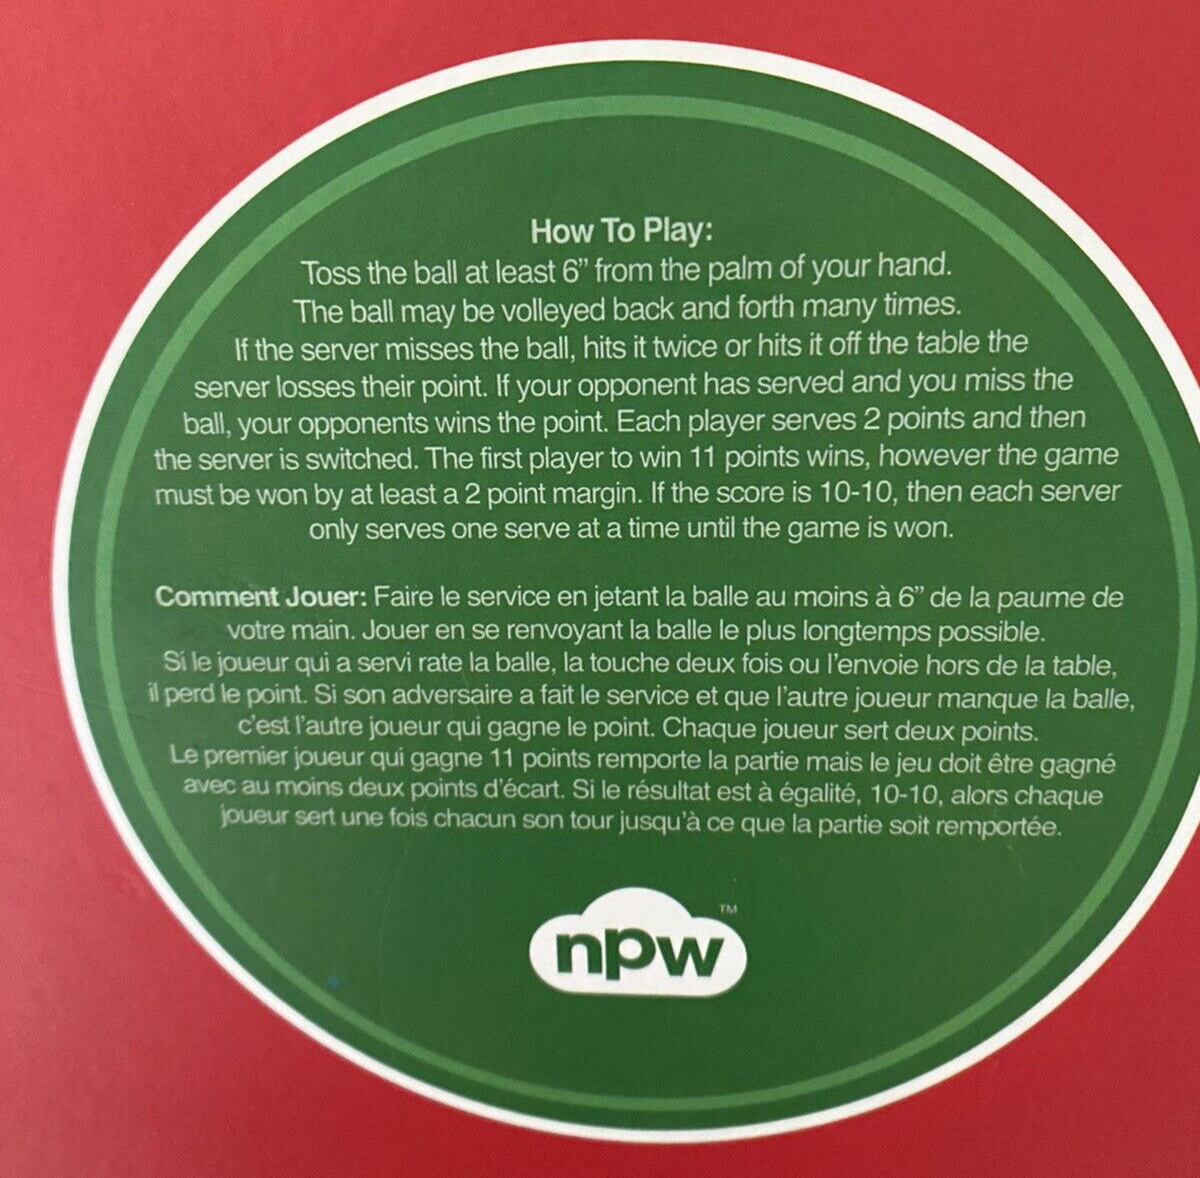 How To Play:
Toss the ball at least 6” from the palm of your hand.
The ball may be volleyed back and forth many times.
If the server misses the ball, hits it twice or hits it off the table the
server losses their point. If your opponent has served and you miss the
ball, your opponents wins the point. Each player serves 2 points and then
the server is switched. The first player to win 11 points wins, however the game
must be won by at least a 2 point margin. If the score is 10-10, then each server
only serves one serve at a time until the game is won.
Comment Jouer: Faire le service en jetant la balle au moins à 6” de la paume de
votre main. Jouer en se renvoyant la balle le plus longtemps possible.
Si le joueur qui a servi rate la balle, la touche deux fois ou l’envoie hors de la table,
il perd le point. Si son adversaire a fait le service et que l’autre joueur manque la balle,
c’est l’autre joueur qui gagne le point. Chaque joueur sert deux points.
Le premier joueur qui gagne 11 points remporte la partie mais le jeu doit être gagné
avec au moins deux points d’écart. Si le résultat est à égalité, 10-10, alors chaque
joueur sert une fois chacun son tour jusqu’à ce que la partie soit remportée.
npw™